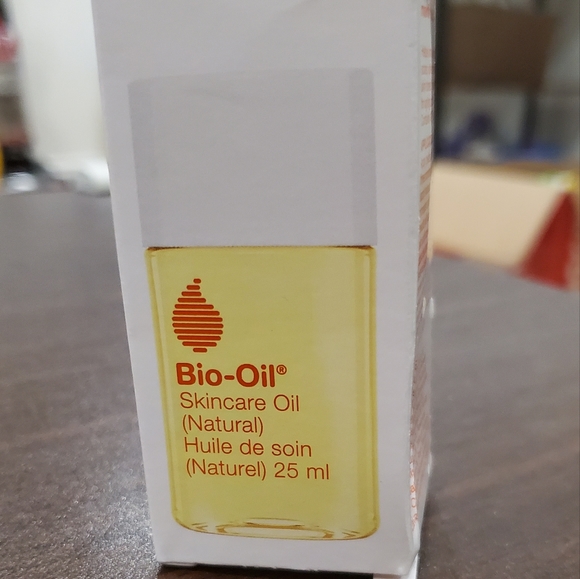 Bio-Oil®
Skincare Oil
(Natural)
Huile de soin
(Naturel) 25 ml